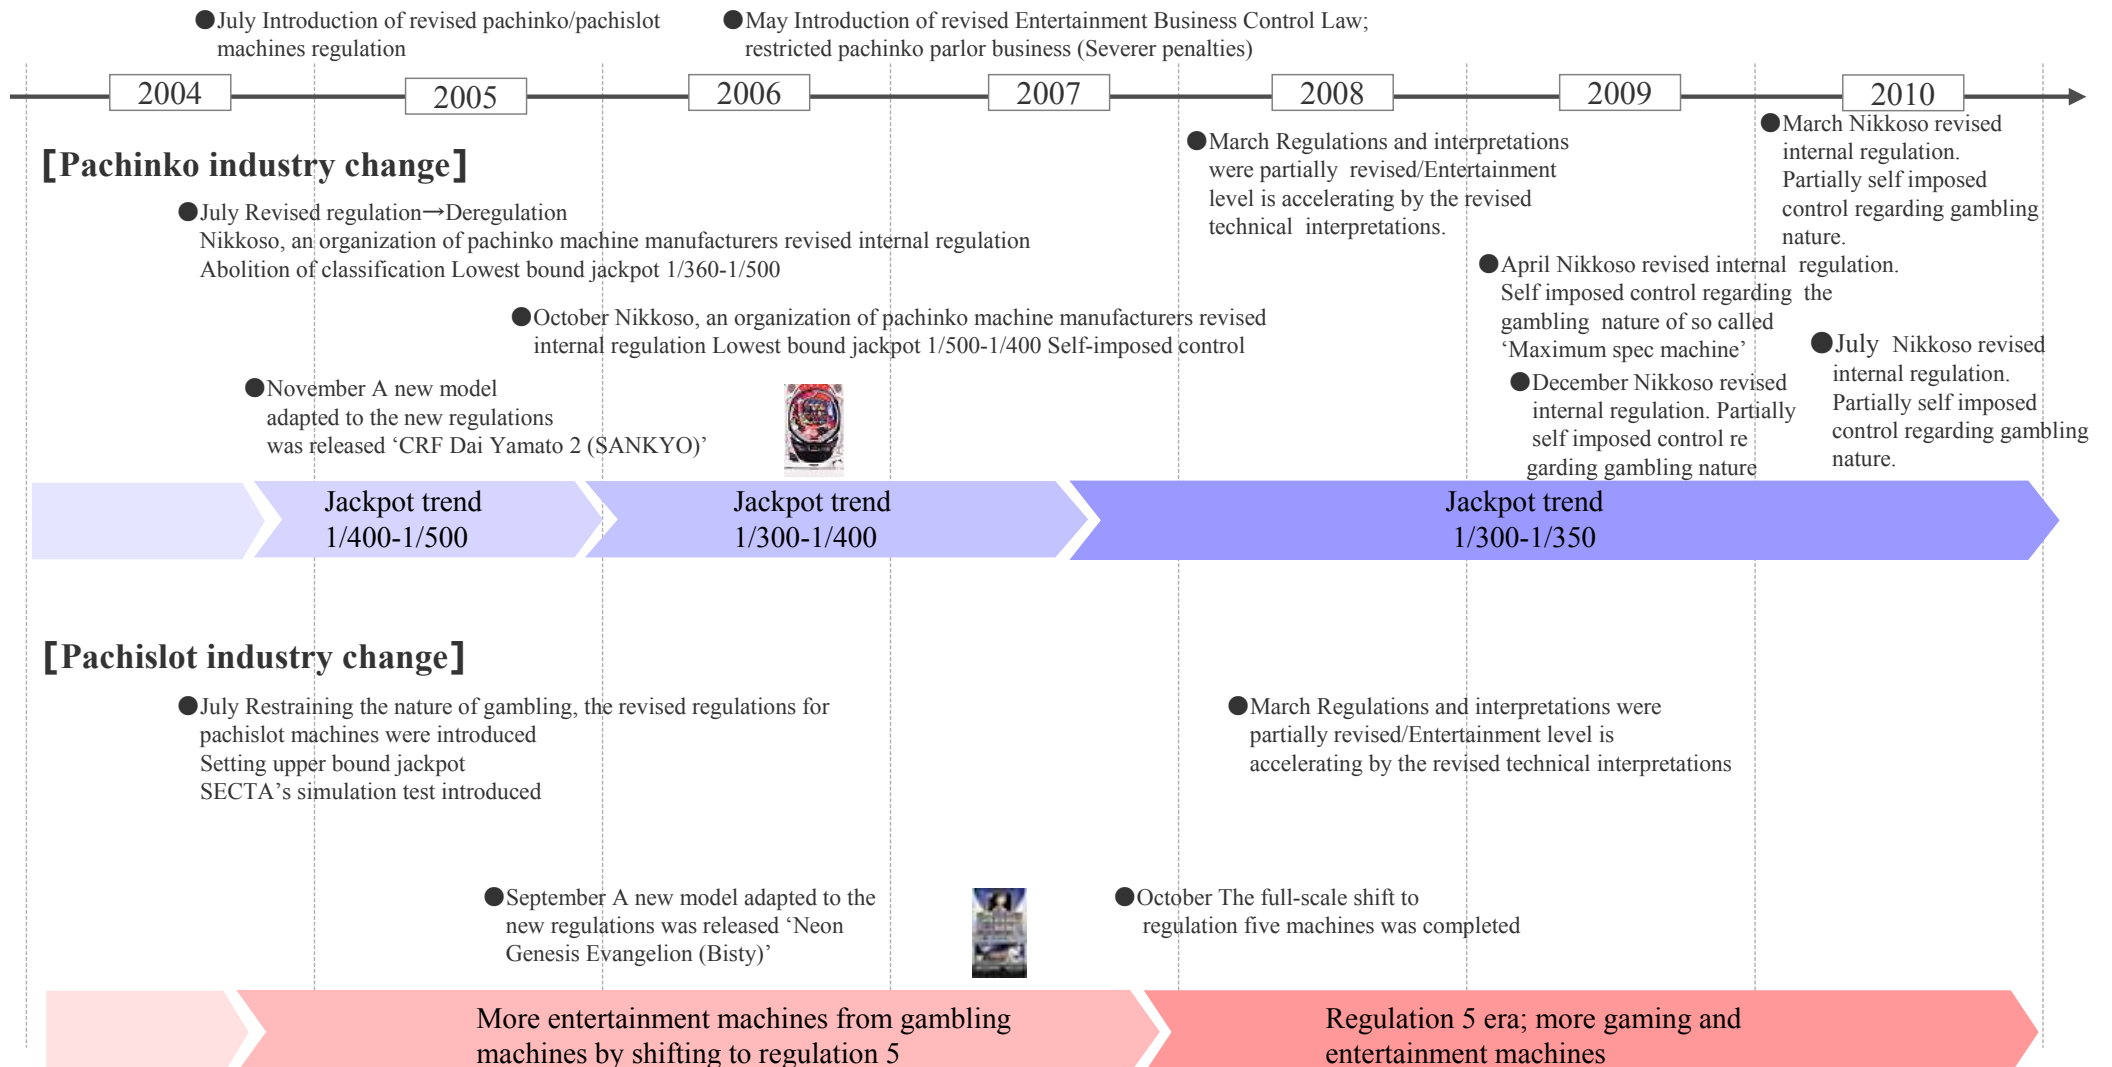 ●July Introduction of revised pachinko/pachislot
machines regulation
●May Introduction of revised Entertainment Business Control Law;
restricted pachinko parlor business (Severer penalties)
2004
2005
2006
2007
2008
2009
2010
[Pachinko industry change]
●July Revised regulation→Deregulation
Nikkoso, an organization of pachinko machine manufacturers revised internal regulation
Abolition of classification Lowest bound jackpot 1/360-1/500
●October Nikkoso, an organization of pachinko machine manufacturers revised
internal regulation Lowest bound jackpot 1/500-1/400 Self-imposed control
●November A new model
adapted to the new regulations
was released ‘CRF Dai Yamato 2 (SANKYO)’
●March Regulations and interpretations
were partially revised/Entertainment
level is accelerating by the revised
technical interpretations.
●April Nikkoso revised internal regulation.
Self imposed control regarding the
gambling nature of so called
‘Maximum spec machine’
●December Nikkoso revised
internal regulation. Partially
self imposed control re
garding gambling nature
●March Nikkoso revised
internal regulation.
Partially self imposed
control regarding gambling
nature.
●July Nikkoso revised
internal regulation.
Partially self imposed
control regarding gambling
nature.
Jackpot trend
1/400-1/500
Jackpot trend
1/300-1/400
Jackpot trend
1/300-1/350
[Pachislot industry change]
●July Restraining the nature of gambling, the revised regulations for
pachislot machines were introduced
Setting upper bound jackpot
SECTA’s simulation test introduced
●March Regulations and interpretations were
partially revised/Entertainment level is
accelerating by the revised technical interpretations
●September A new model adapted to the
new regulations was released ‘Neon
Genesis Evangelion (Bisty)’
●October The full-scale shift to
regulation five machines was completed
More entertainment machines from gambling
machines by shifting to regulation 5
Regulation 5 era; more gaming and
entertainment machines